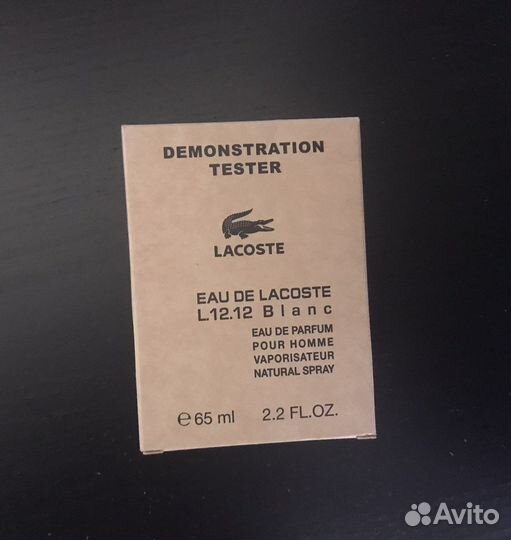 DEMONSTRATION
TESTER
LACOSTE
EAU DE LACOSTE
L.12.12 Blanc
EAU DE PARFUM
POUR HOMME
VAPORISATEUR
NATURAL SPRAY
℮ 65 ml 2.2 FL.OZ.
Avito